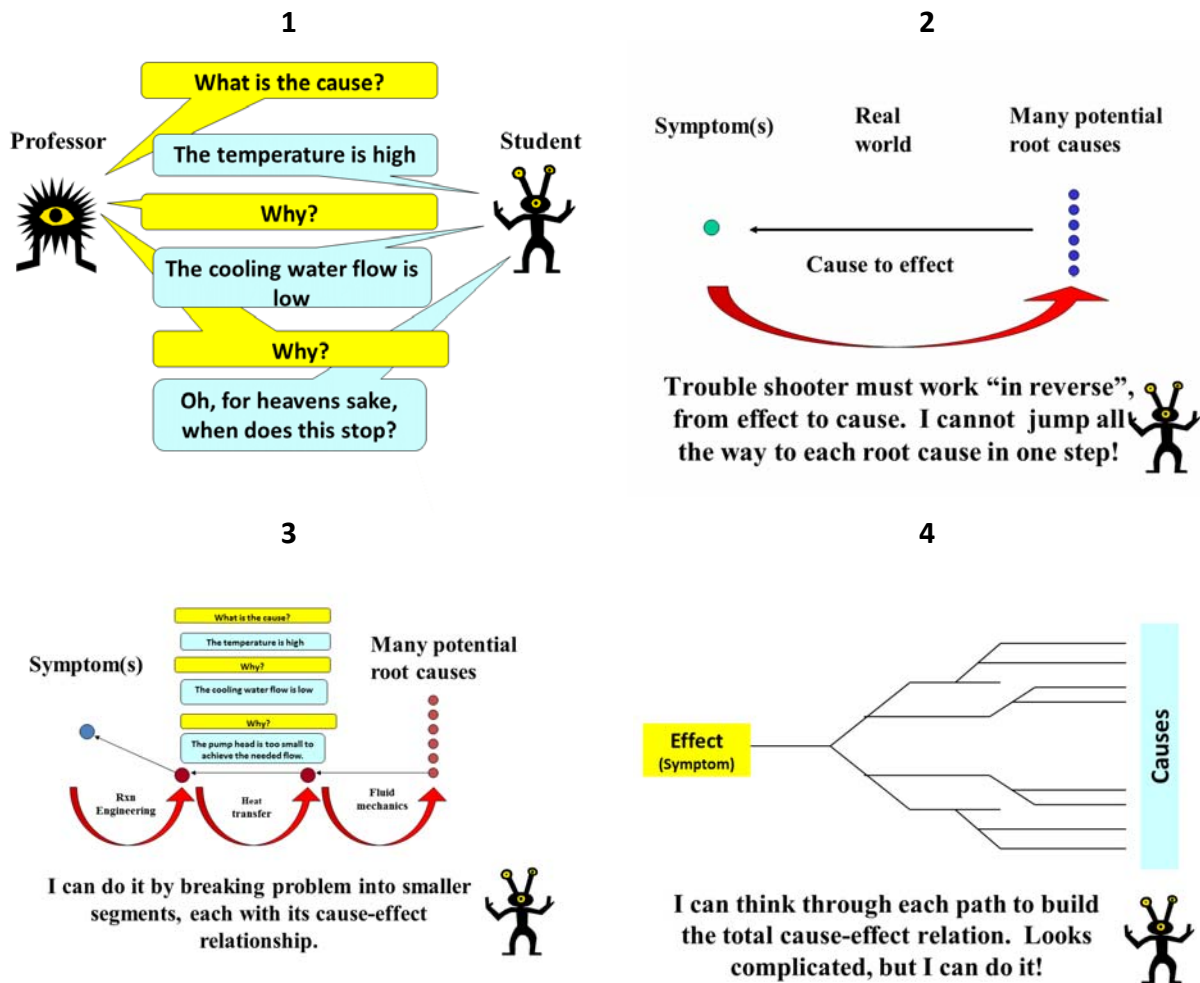 1
What is the cause?
Professor
The temperature is high
Student
Why?
The cooling water flow is
low
Why?
Oh, for heavens sake,
when does this stop?
2
Symptom(s)
Real
world
Many potential
root causes
Cause to effect
Trouble shooter must work “in reverse”,
from effect to cause. I cannot jump all
the way to each root cause in one step!
3
Symptom(s)
What is the cause?
The temperature is high
Why?
The cooling water flow is low
Why?
The pump head is too small to
achieve the needed flow.
Many potential
root causes
Rxn
Engineering
Heat
transfer
Fluid
mechanics
I can do it by breaking problem into smaller
segments, each with its cause-effect
relationship.
4
Effect
(Symptom)
Causes
I can think through each path to build
the total cause-effect relation. Looks
complicated, but I can do it!